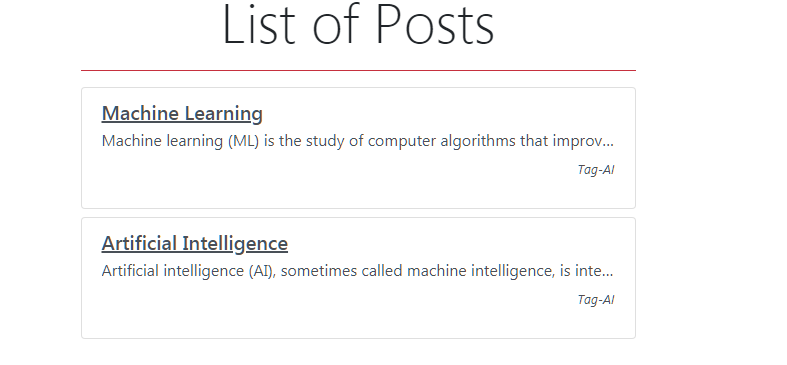 List of Posts
Machine Learning
Machine learning (ML) is the study of computer algorithms that improv...
Tag-AI
Artificial Intelligence
Artificial intelligence (AI), sometimes called machine intelligence, is inte...
Tag-AI